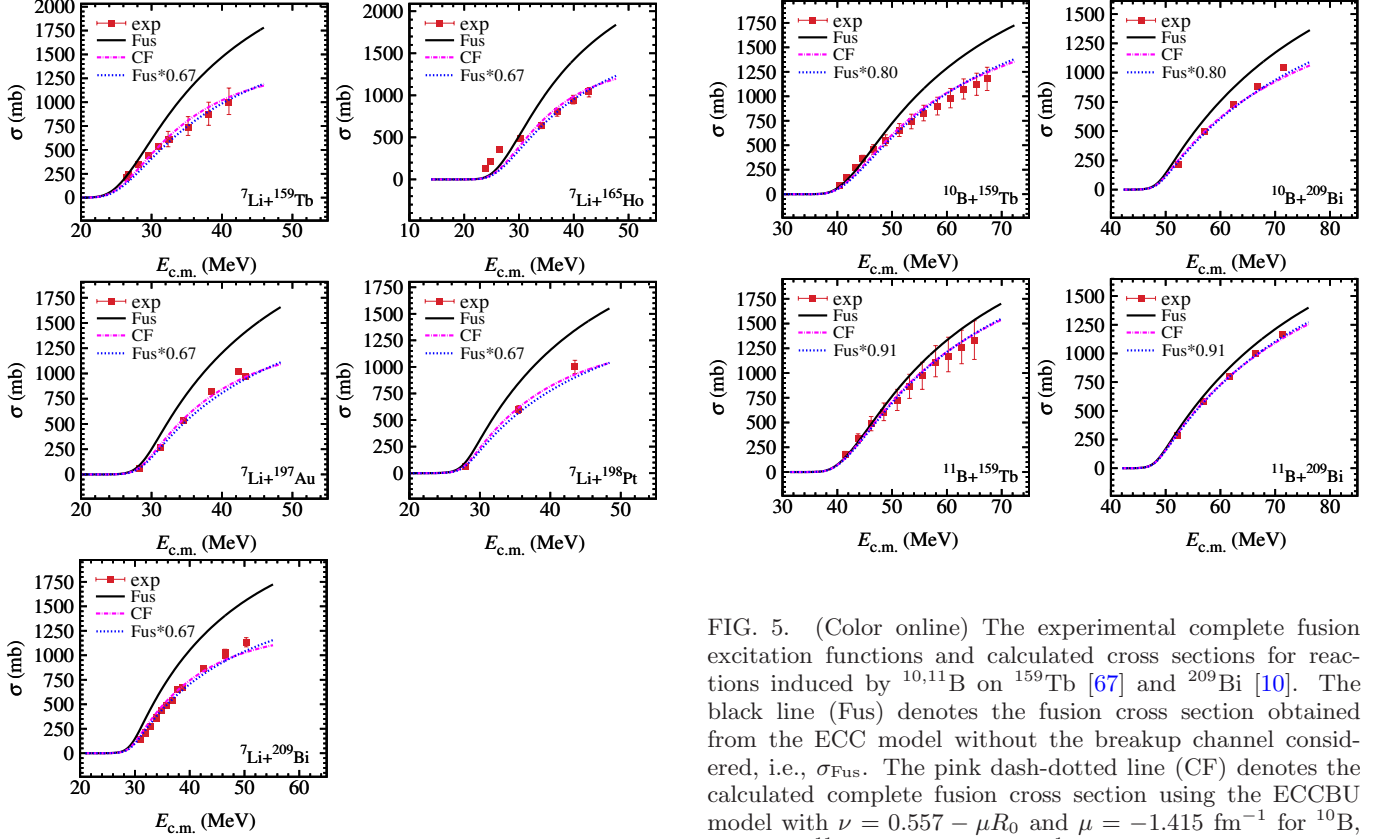 2000
1750
1500
1250
1000
750
500
250
0
σ (mb)
exp
Fus
CF
Fus*0.67
⁷Li+¹⁵⁹Tb
20 30 40 50
E_c.m. (MeV)
2000
1500
1000
500
0
σ (mb)
exp
Fus
CF
Fus*0.67
⁷Li+¹⁶⁵Ho
10 20 30 40 50
E_c.m. (MeV)
1750
1500
1250
1000
750
500
250
0
σ (mb)
exp
Fus
CF
Fus*0.67
⁷Li+¹⁹⁷Au
20 30 40 50
E_c.m. (MeV)
1750
1500
1250
1000
750
500
250
0
σ (mb)
exp
Fus
CF
Fus*0.67
⁷Li+¹⁹⁸Pt
20 30 40 50
E_c.m. (MeV)
1750
1500
1250
1000
750
500
250
0
σ (mb)
exp
Fus
CF
Fus*0.67
⁷Li+²⁰⁹Bi
20 30 40 50 60
E_c.m. (MeV)
1750
1500
1250
1000
750
500
250
0
σ (mb)
exp
Fus
CF
Fus*0.80
¹⁰B+¹⁵⁹Tb
30 40 50 60 70 80
E_c.m. (MeV)
1500
1250
1000
750
500
250
0
σ (mb)
exp
Fus
CF
Fus*0.80
¹⁰B+²⁰⁹Bi
40 50 60 70 80
E_c.m. (MeV)
1750
1500
1250
1000
750
500
250
0
σ (mb)
exp
Fus
CF
Fus*0.91
¹¹B+¹⁵⁹Tb
30 40 50 60 70 80
E_c.m. (MeV)
1500
1250
1000
750
500
250
0
σ (mb)
exp
Fus
CF
Fus*0.91
¹¹B+²⁰⁹Bi
40 50 60 70 80
E_c.m. (MeV)
FIG. 5. (Color online) The experimental complete fusion
excitation functions and calculated cross sections for reac-
tions induced by ¹⁰,¹¹B on ¹⁵⁹Tb [67] and ²⁰⁹Bi [10]. The
black line (Fus) denotes the fusion cross section obtained
from the ECC model without the breakup channel consid-
ered, i.e., σ_Fus. The pink dash-dotted line (CF) denotes the
calculated complete fusion cross section using the ECCBU
model with ν = 0.557 − μR₀ and μ = −1.415 fm⁻¹ for ¹⁰B,